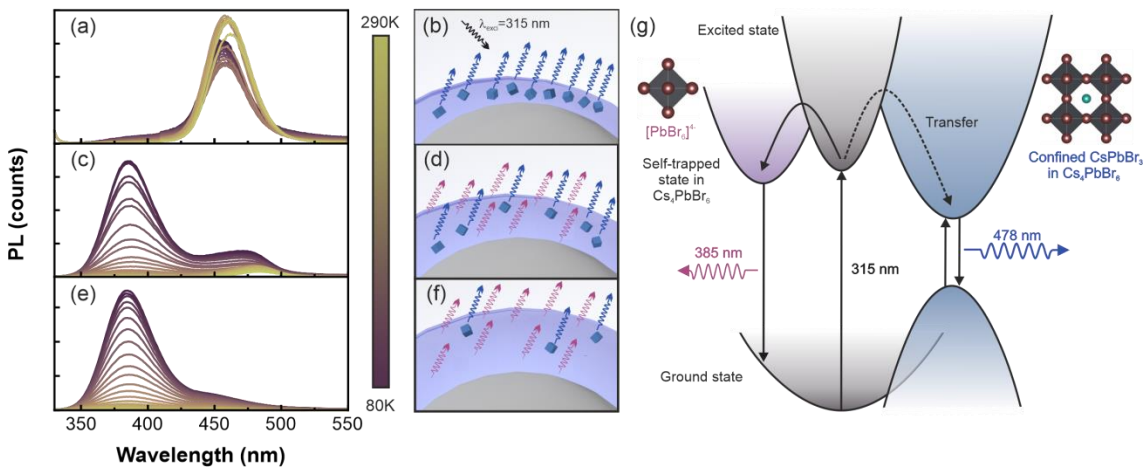 (a)
(c)
(e)
PL (counts)
350 400 450 500 550
Wavelength (nm)
290K
80K
(b)
λexci=315 nm
(d)
(f)
(g)
Excited state
[PbBr₆]⁴⁻
Self-trapped
state in
Cs₄PbBr₆
Transfer
Confined CsPbBr₃
in Cs₄PbBr₆
385 nm
315 nm
478 nm
Ground state